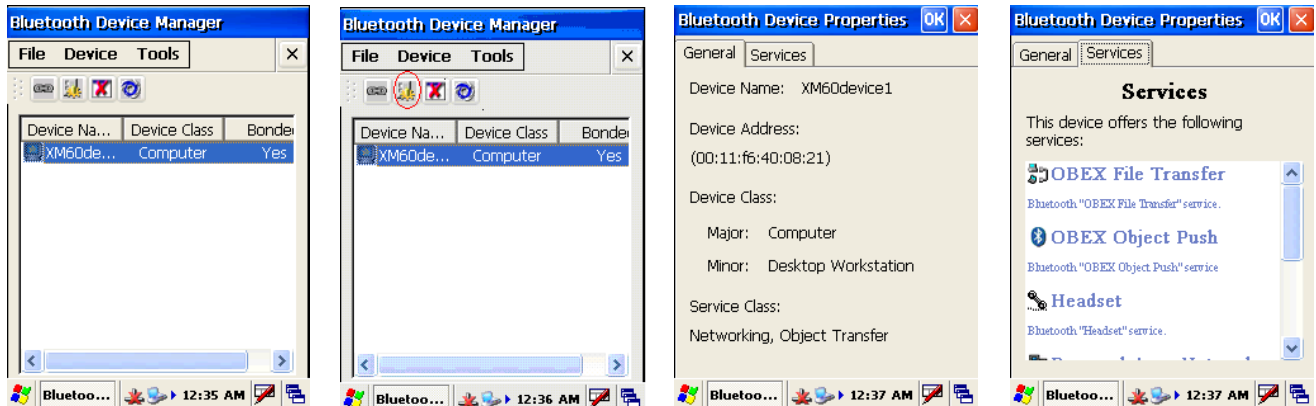 Bluetooth Device Manager
File Device Tools
Device Na... Device Class Bonde
XM60de... Computer Yes
Bluetoo... 12:35 AM
Bluetooth Device Manager
File Device Tools
Device Na... Device Class Bonde
XM60de... Computer Yes
Bluetoo... 12:36 AM
Bluetooth Device Properties OK
General Services
Device Name: XM60device1
Device Address:
(00:11:f6:40:08:21)
Device Class:
Major: Computer
Minor: Desktop Workstation
Service Class:
Networking, Object Transfer
Bluetoo... 12:37 AM
Bluetooth Device Properties OK
General Services
Services
This device offers the following
services:
OBEX File Transfer
Bluetooth "OBEX File Transfer" service.
OBEX Object Push
Bluetooth "OBEX Object Push" service
Headset
Bluetooth "Headset" service.
Bluetoo... 12:37 AM